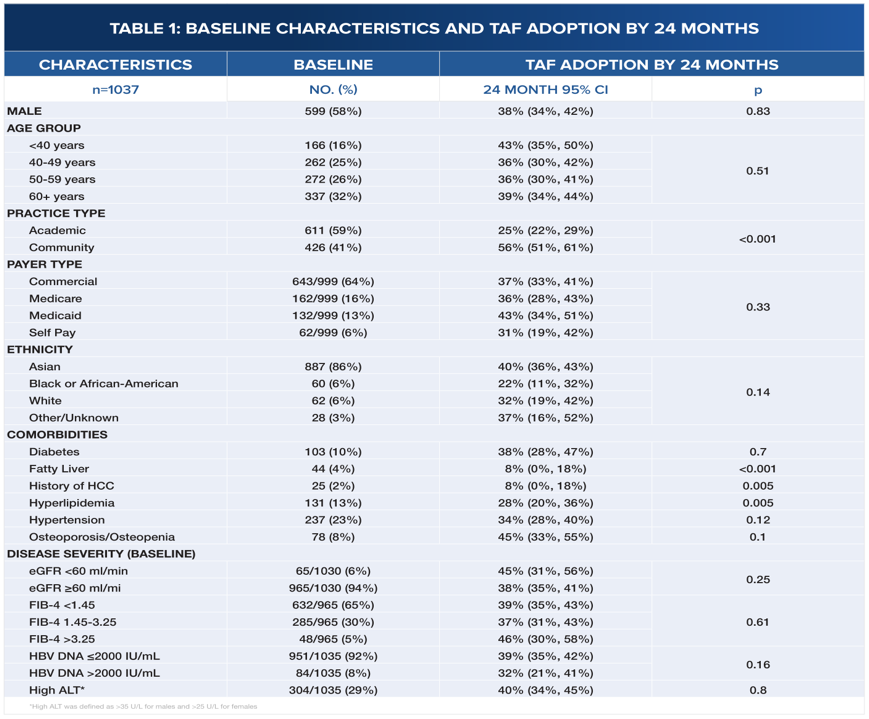 TABLE 1: BASELINE CHARACTERISTICS AND TAF ADOPTION BY 24 MONTHS
CHARACTERISTICS BASELINE TAF ADOPTION BY 24 MONTHS
n=1037 NO. (%) 24 MONTH 95% CI p
MALE 599 (58%) 38% (34%, 42%) 0.83
AGE GROUP
<40 years 166 (16%) 43% (35%, 50%)
40-49 years 262 (25%) 36% (30%, 42%)
0.51
50-59 years 272 (26%) 36% (30%, 41%)
60+ years 337 (32%) 39% (34%, 44%)
PRACTICE TYPE
Academic 611 (59%) 25% (22%, 29%)
<0.001
Community 426 (41%) 56% (51%, 61%)
PAYER TYPE
Commercial 643/999 (64%) 37% (33%, 41%)
Medicare 162/999 (16%) 36% (28%, 43%)
0.33
Medicaid 132/999 (13%) 43% (34%, 51%)
Self Pay 62/999 (6%) 31% (19%, 42%)
ETHNICITY
Asian 887 (86%) 40% (36%, 43%)
Black or African-American 60 (6%) 22% (11%, 32%)
0.14
White 62 (6%) 32% (19%, 42%)
Other/Unknown 28 (3%) 37% (16%, 52%)
COMORBIDITIES
Diabetes 103 (10%) 38% (28%, 47%) 0.7
Fatty Liver 44 (4%) 8% (0%, 18%) <0.001
History of HCC 25 (2%) 8% (0%, 18%) 0.005
Hyperlipidemia 131 (13%) 28% (20%, 36%) 0.005
Hypertension 237 (23%) 34% (28%, 40%) 0.12
Osteoporosis/Osteopenia 78 (8%) 45% (33%, 55%) 0.1
DISEASE SEVERITY (BASELINE)
eGFR <60 ml/min 65/1030 (6%) 45% (31%, 56%)
0.25
eGFR ≥60 ml/mi 965/1030 (94%) 38% (35%, 41%)
FIB-4 <1.45 632/965 (65%) 39% (35%, 43%)
FIB-4 1.45-3.25 285/965 (30%) 37% (31%, 43%) 0.61
FIB-4 >3.25 48/965 (5%) 46% (30%, 58%)
HBV DNA ≤2000 IU/mL 951/1035 (92%) 39% (35%, 42%)
0.16
HBV DNA >2000 IU/mL 84/1035 (8%) 32% (21%, 41%)
High ALT* 304/1035 (29%) 40% (34%, 45%) 0.8
*High ALT was defined as >35 U/L for males and >25 U/L for females